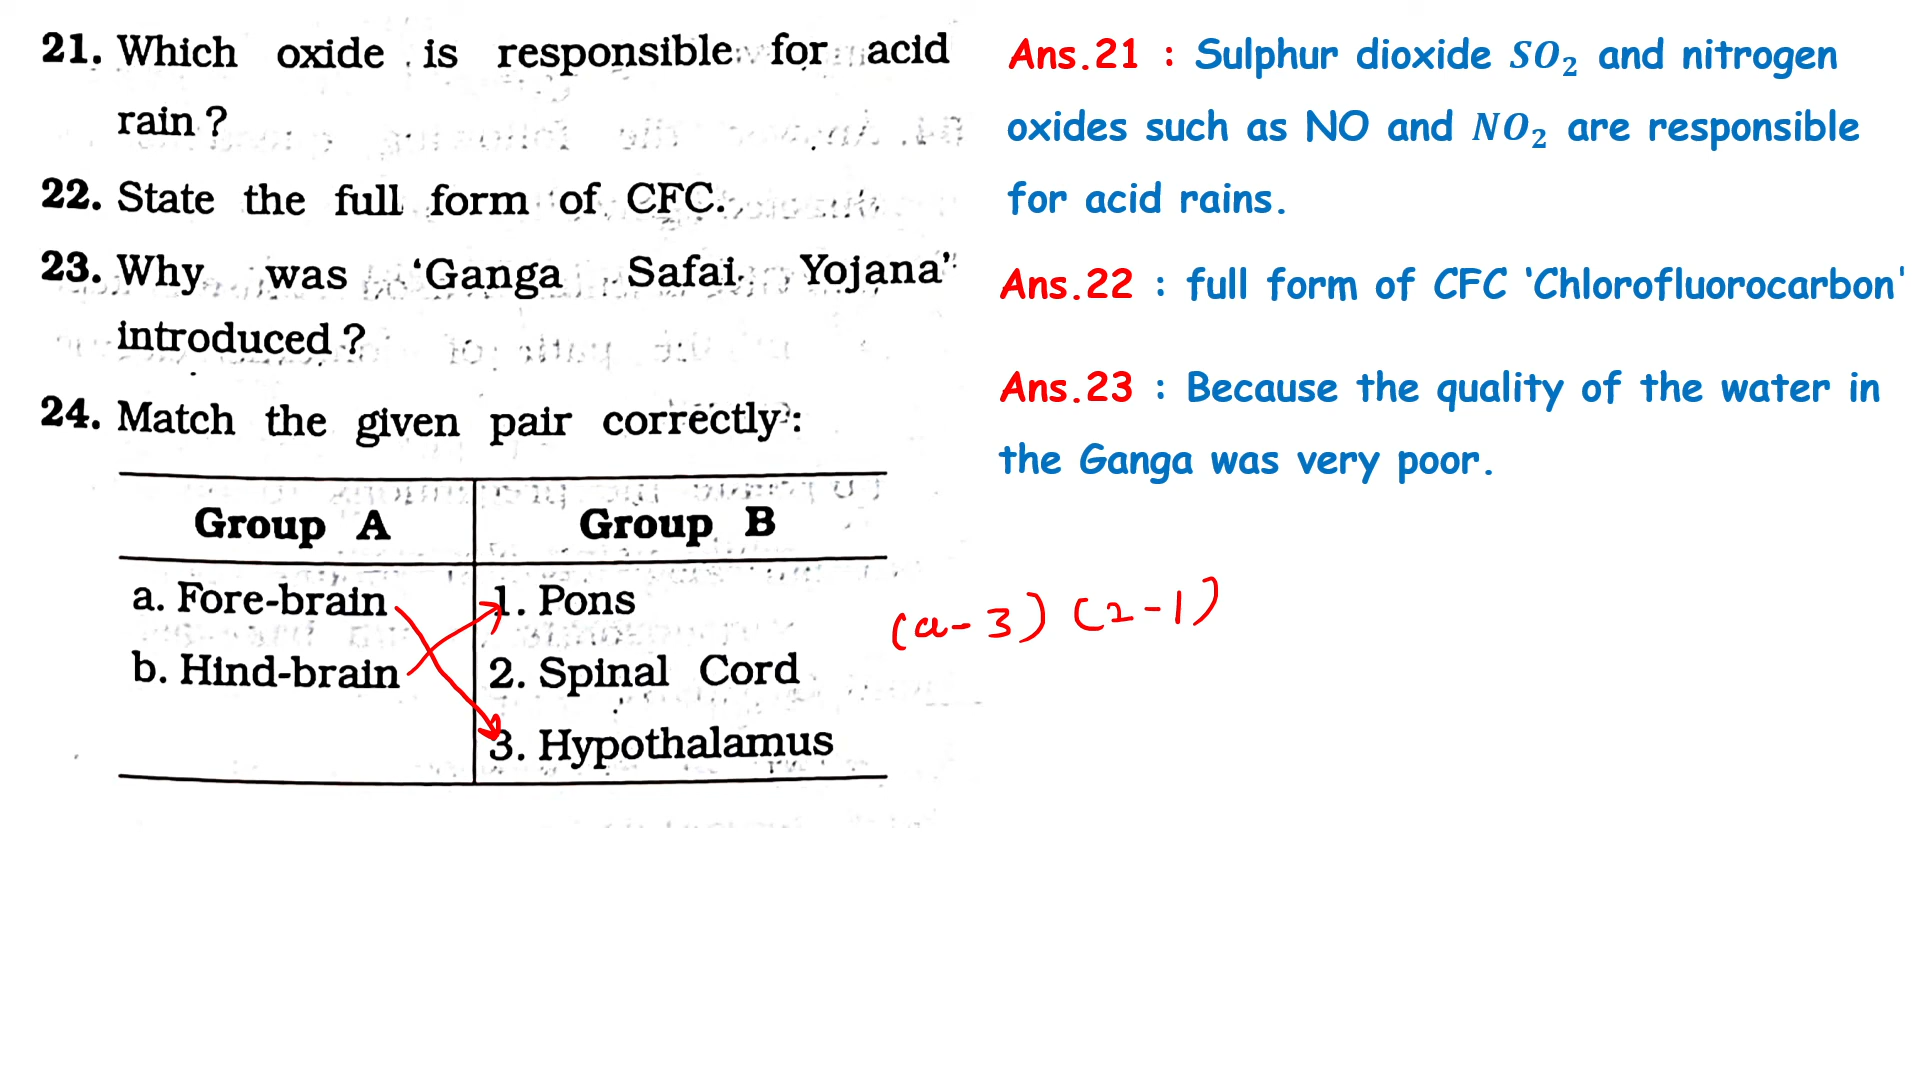 21. Which oxide is responsible for acid
rain ?
22. State the full form of CFC.
23. Why was 'Ganga Safai Yojana'
introduced ?
24. Match the given pair correctly :
Group A Group B
a. Fore-brain 1. Pons
b. Hind-brain 2. Spinal Cord
3. Hypothalamus
(a-3) (2-1)
Ans.21 : Sulphur dioxide SO₂ and nitrogen
oxides such as NO and NO₂ are responsible
for acid rains.
Ans.22 : full form of CFC 'Chlorofluorocarbon'
Ans.23 : Because the quality of the water in
the Ganga was very poor.